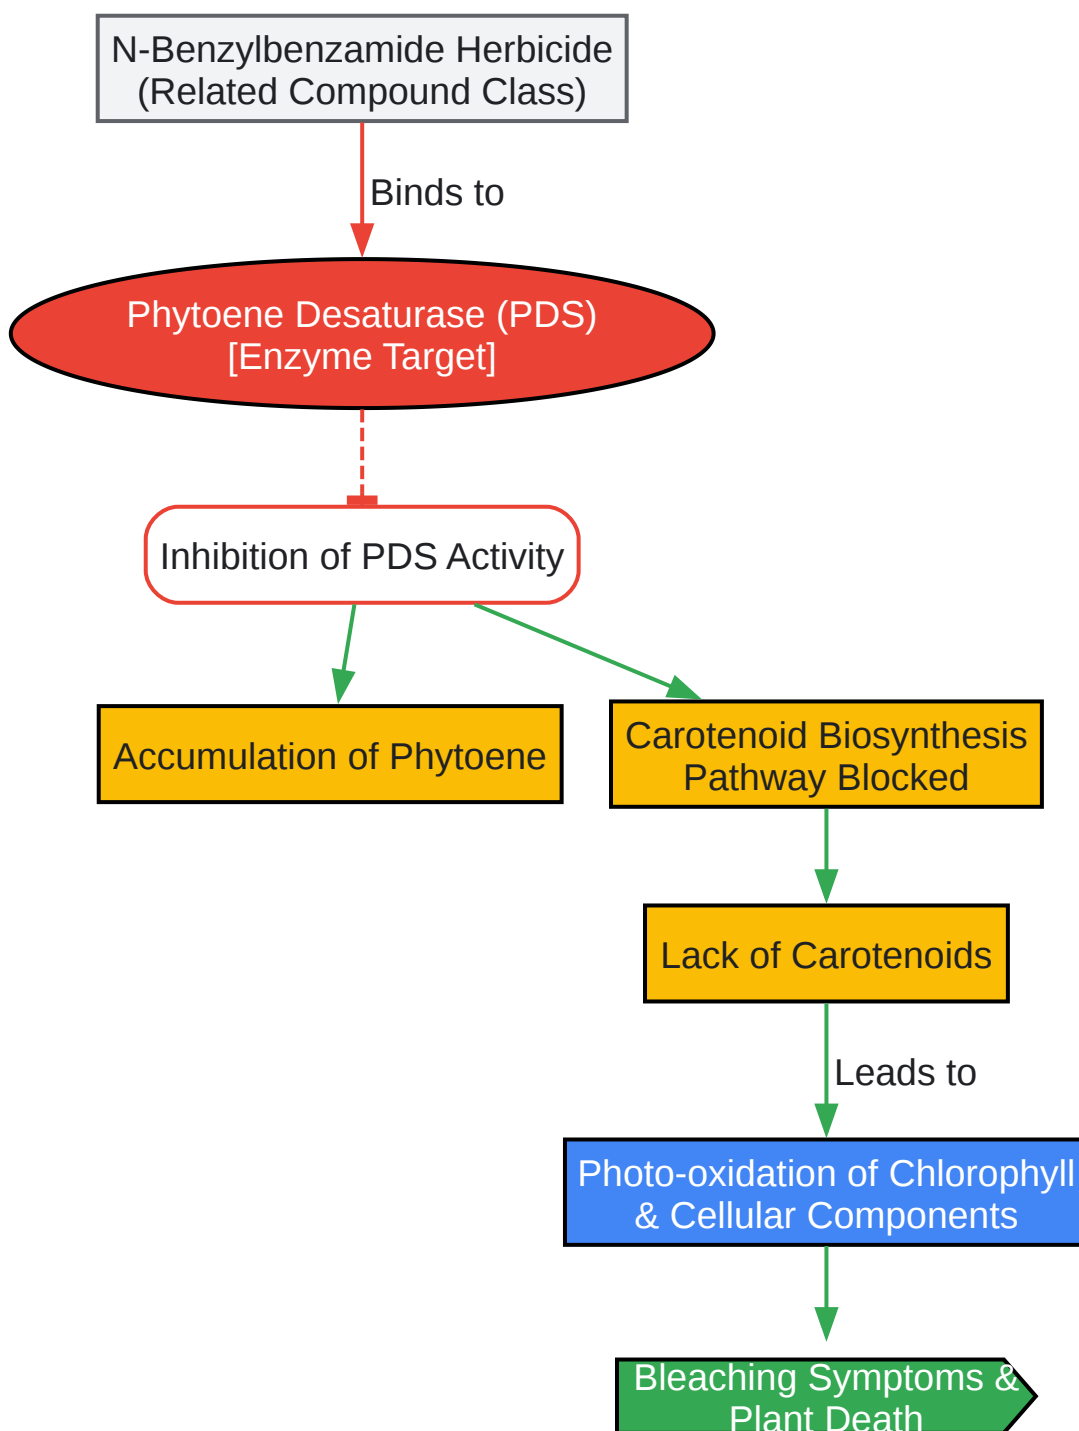 N-Benzylbenzamide Herbicide
(Related Compound Class)
Binds to
Phytoene Desaturase (PDS)
[Enzyme Target]
Inhibition of PDS Activity
Accumulation of Phytoene
Carotenoid Biosynthesis
Pathway Blocked
Lack of Carotenoids
Leads to
Photo-oxidation of Chlorophyll
& Cellular Components
Bleaching Symptoms &
Plant Death